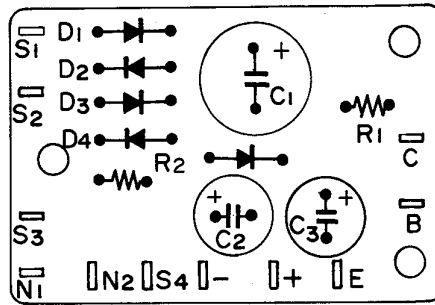 S1
D1
+
D2
C1
S2
D3
R1
D4
R2
C
+
+
B
S3
C2
C3
N1
N2
S4
-
+
E